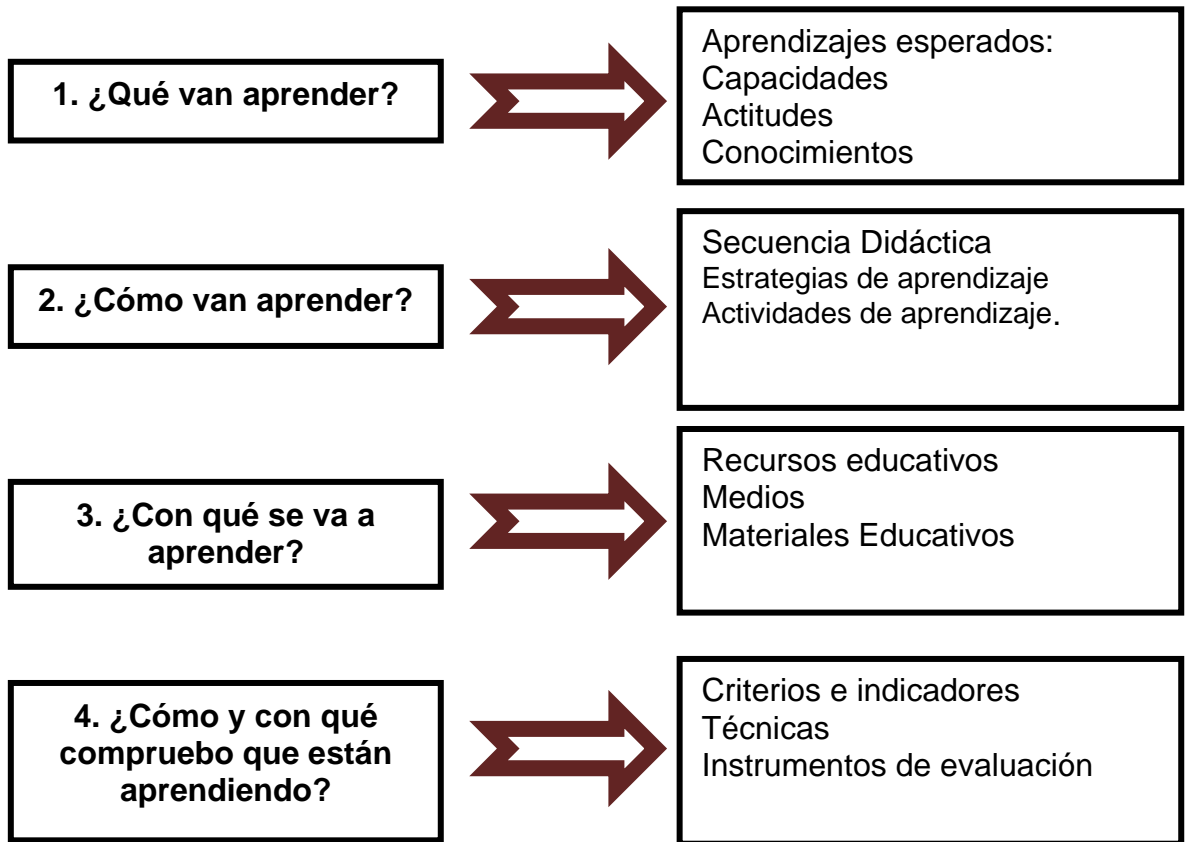 1. ¿Qué van aprender?
Aprendizajes esperados:
Capacidades
Actitudes
Conocimientos
2. ¿Cómo van aprender?
Secuencia Didáctica
Estrategias de aprendizaje
Actividades de aprendizaje.
3. ¿Con qué se va a
aprender?
Recursos educativos
Medios
Materiales Educativos
4. ¿Cómo y con qué
compruebo que están
aprendiendo?
Criterios e indicadores
Técnicas
Instrumentos de evaluación